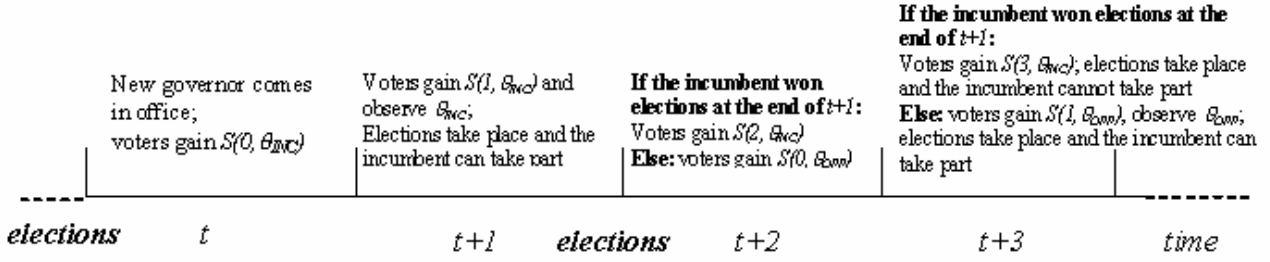 New governor comes
in office;
voters gain S(0, θINC)
Voters gain S(1, θINC) and
observe θINC;
Elections take place and the
incumbent can take part
If the incumbent won
elections at the end of t+1:
Voters gain S(2, θINC)
Else: voters gain S(0, θOPP)
If the incumbent won elections at the
end of t+1:
Voters gain S(3, θINC); elections take place
and the incumbent cannot take part
Else: voters gain S(1, θOPP), observe θOPP;
elections take place and the incumbent can
take part
elections t t+1 elections t+2 t+3 time